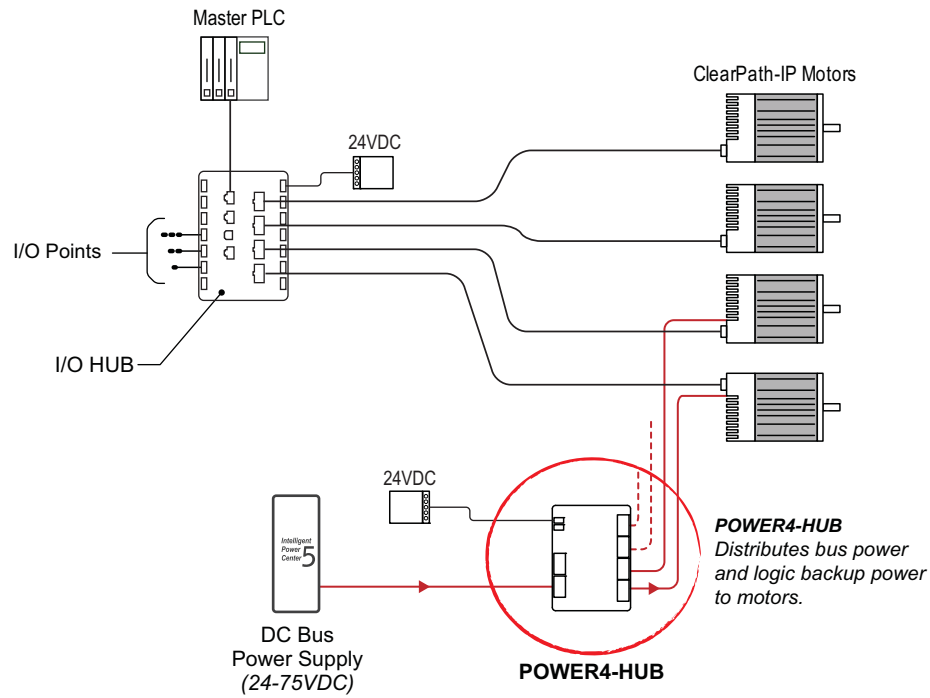 Master PLC
ClearPath-IP Motors
24VDC
I/O Points
I/O HUB
24VDC
Intelligent
Power
Center 5
POWER4-HUB
Distributes bus power
and logic backup power
to motors.
DC Bus
Power Supply
(24-75VDC)
POWER4-HUB